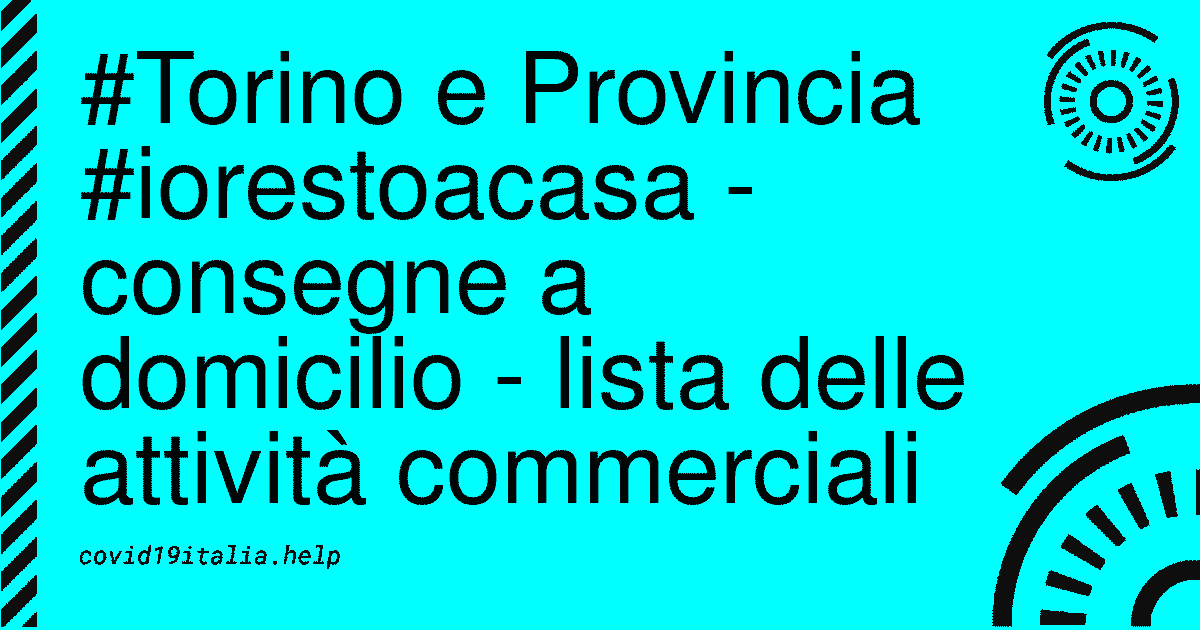 #Torino e Provincia
#iorestoacasa -
consegne a
domicilio - lista delle
attività commerciali
covid19italia.help